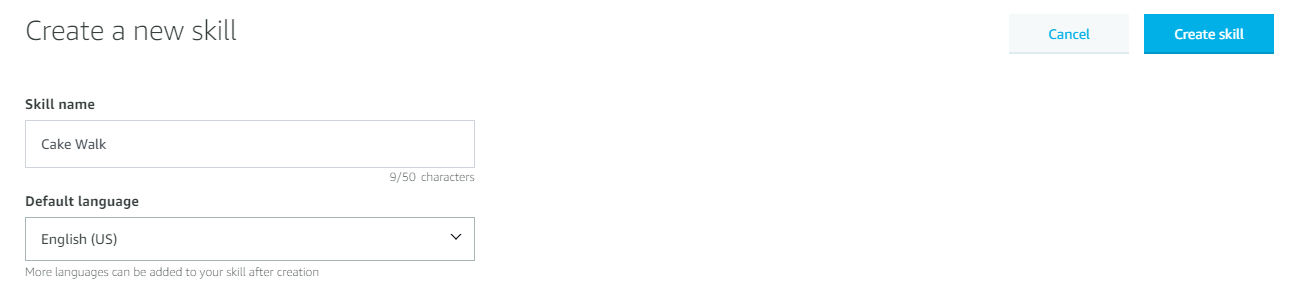 Create a new skill
Cancel
Create skill
Skill name
Cake Walk
9/50 characters
Default language
English (US)
More languages can be added to your skill after creation